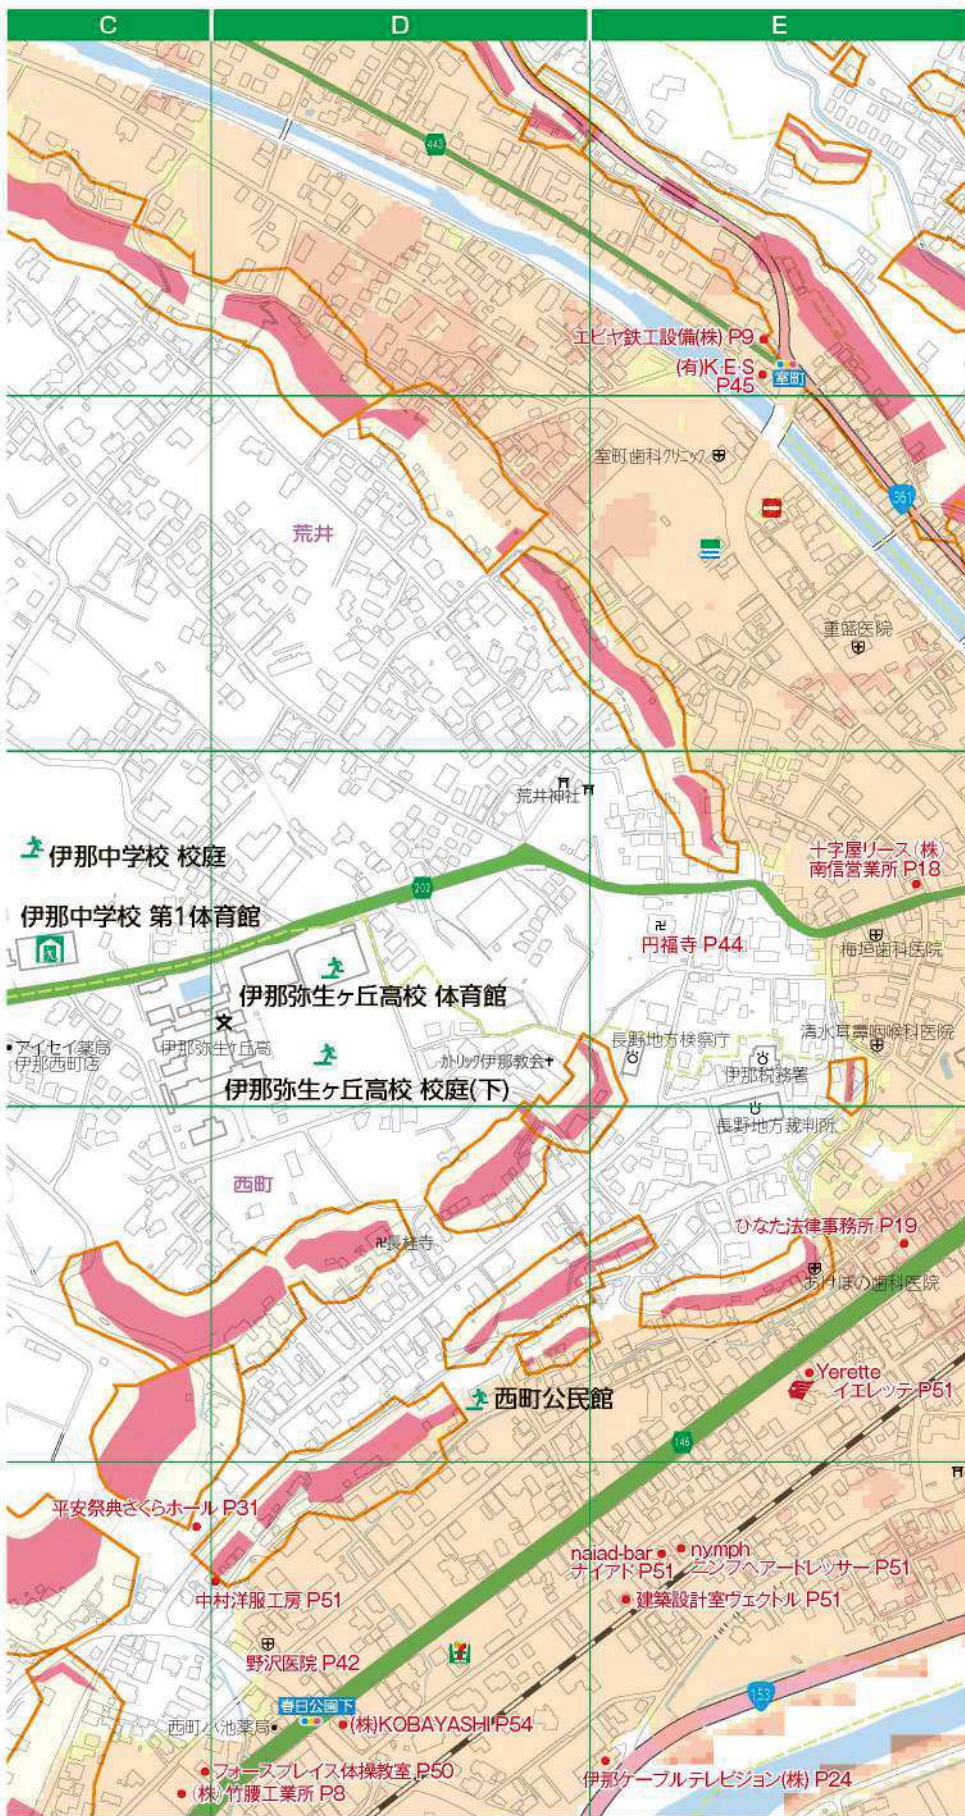 C D E
443
エビヤ鉄工設備(株) P9
(有)K・E・S
P45
室町
室町歯科クリニック
361
荒井
重盛医院
荒井神社
伊那中学校 校庭
十字屋リース(株)
南信営業所 P18
202
伊那中学校 第1体育館
円福寺 P44
梅垣歯科医院
伊那弥生ヶ丘高校 体育館
アイセイ薬局
伊那西町店
伊那弥生ヶ丘高
カトリック伊那教会
長野地方検察庁
清水耳鼻咽喉科医院
伊那税務署
伊那弥生ヶ丘高校 校庭(下)
長野地方裁判所
西町
長桂寺
ひなた法律事務所 P19
あけぼの歯科医院
Yerette
イエレッテ P51
西町公民館
146
平安祭典さくらホール P31
naiad-bar
ナイアド P51
nymph
ニンフヘアードレッサー P51
中村洋服工房 P51
建築設計室ヴェクトル P51
野沢医院 P42
153
春日公園下
西町小池薬局
(株)KOBAYASHI P54
フォースプレイス体操教室 P50
伊那ケーブルテレビジョン(株) P24
(株)竹腰工業所 P8